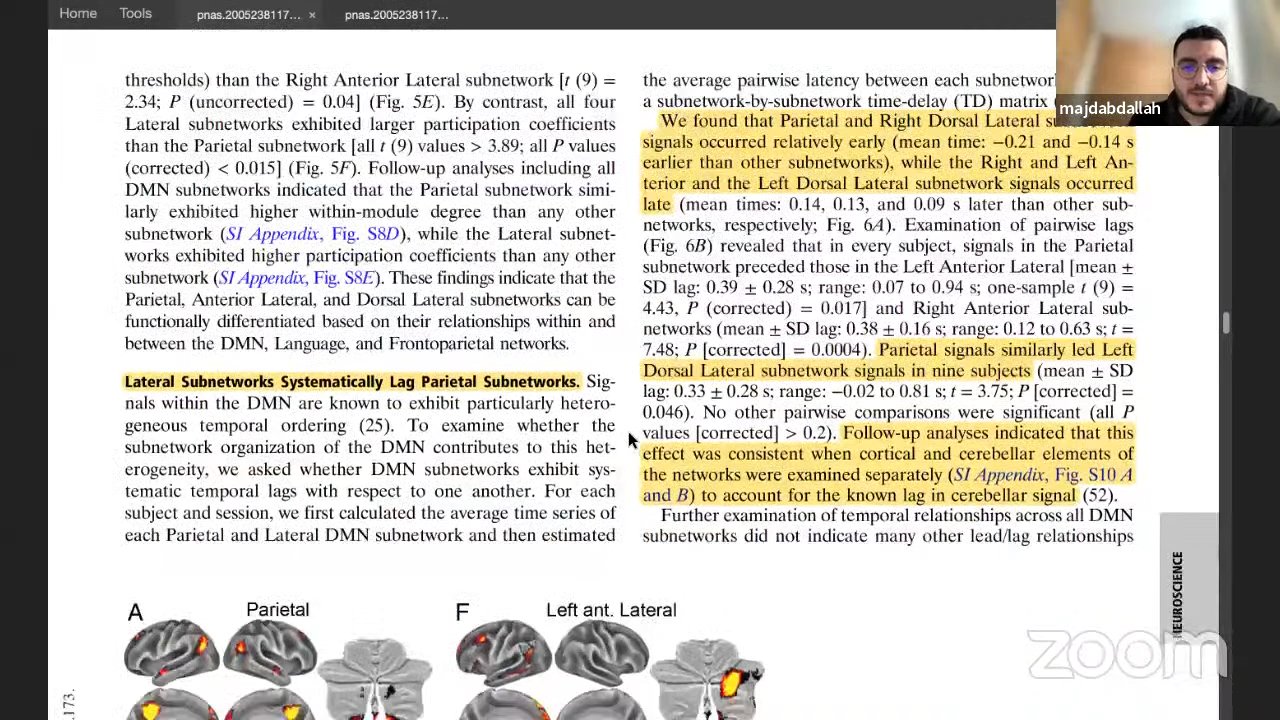 Home
Tools
pnas.2005238117...
×
pnas.2005238117...
majdabdallah
thresholds) than the Right Anterior Lateral subnetwork [t (9) =
2.34; P (uncorrected) = 0.04] (Fig. 5E). By contrast, all four
Lateral subnetworks exhibited larger participation coefficients
than the Parietal subnetwork [all t (9) values > 3.89; all P values
(corrected) < 0.015] (Fig. 5F). Follow-up analyses including all
DMN subnetworks indicated that the Parietal subnetwork simi-
larly exhibited higher within-module degree than any other
subnetwork (SI Appendix, Fig. S8D), while the Lateral subnet-
works exhibited higher participation coefficients than any other
subnetwork (SI Appendix, Fig. S8E). These findings indicate that the
Parietal, Anterior Lateral, and Dorsal Lateral subnetworks can be
functionally differentiated based on their relationships within and
between the DMN, Language, and Frontoparietal networks.
Lateral Subnetworks Systematically Lag Parietal Subnetworks. Sig-
nals within the DMN are known to exhibit particularly hetero-
geneous temporal ordering (25). To examine whether the
subnetwork organization of the DMN contributes to this het-
erogeneity, we asked whether DMN subnetworks exhibit sys-
tematic temporal lags with respect to one another. For each
subject and session, we first calculated the average time series of
each Parietal and Lateral DMN subnetwork and then estimated
the average pairwise latency between each subnetwor
a subnetwork-by-subnetwork time-delay (TD) matrix
We found that Parietal and Right Dorsal Lateral
signals occurred relatively early (mean time: −0.21 and −0.14 s
earlier than other subnetworks), while the Right and Left An-
terior and the Left Dorsal Lateral subnetwork signals occurred
late (mean times: 0.14, 0.13, and 0.09 s later than other sub-
networks, respectively; Fig. 6A). Examination of pairwise lags
(Fig. 6B) revealed that in every subject, signals in the Parietal
subnetwork preceded those in the Left Anterior Lateral [mean ±
SD lag: 0.39 ± 0.28 s; range: 0.07 to 0.94 s; one-sample t (9) =
4.43, P (corrected) = 0.017] and Right Anterior Lateral sub-
networks (mean ± SD lag: 0.38 ± 0.16 s; range: 0.12 to 0.63 s; t =
7.48; P [corrected] = 0.0004). Parietal signals similarly led Left
Dorsal Lateral subnetwork signals in nine subjects (mean ± SD
lag: 0.33 ± 0.28 s; range: −0.02 to 0.81 s; t = 3.75; P [corrected] =
0.046). No other pairwise comparisons were significant (all P
values [corrected] > 0.2). Follow-up analyses indicated that this
effect was consistent when cortical and cerebellar elements of
the networks were examined separately (SI Appendix, Fig. S10 A
and B) to account for the known lag in cerebellar signal (52).
Further examination of temporal relationships across all DMN
subnetworks did not indicate many other lead/lag relationships
NEUROSCIENCE
A
Parietal
F
Left ant. Lateral
.173.
zoom